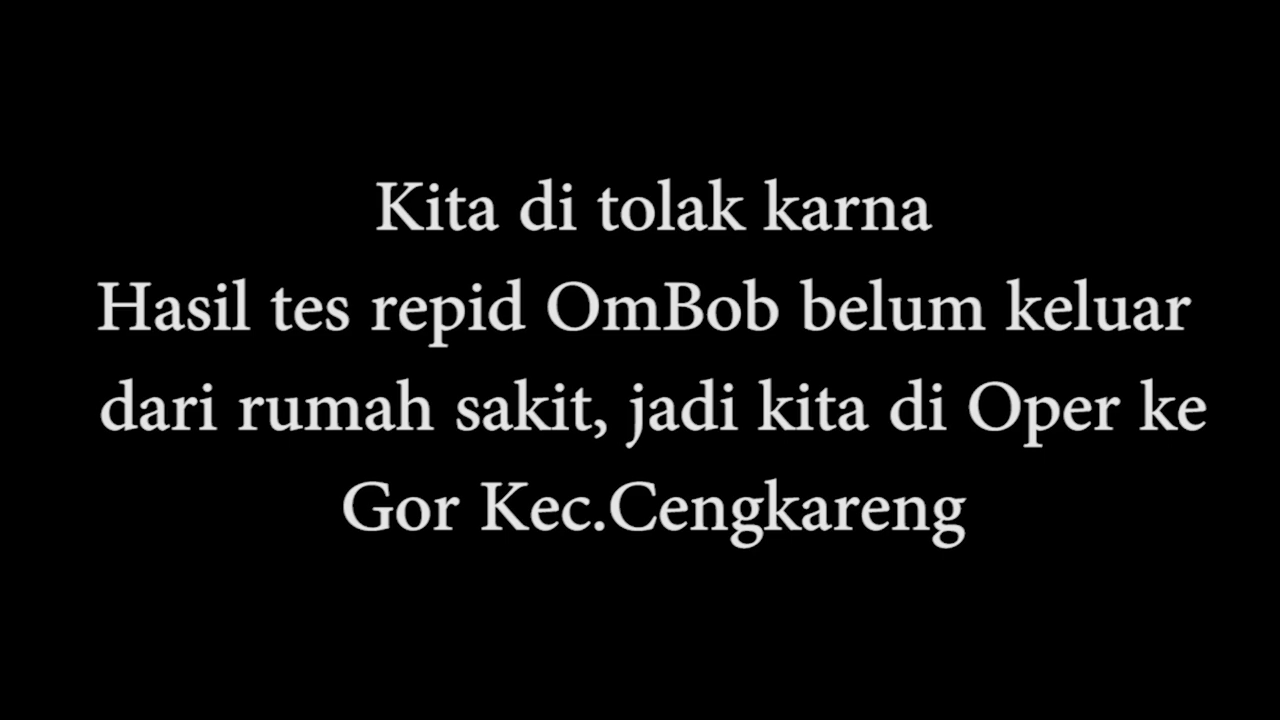 Kita di tolak karna
Hasil tes repid OmBob belum keluar
dari rumah sakit, jadi kita di Oper ke
Gor Kec.Cengkareng